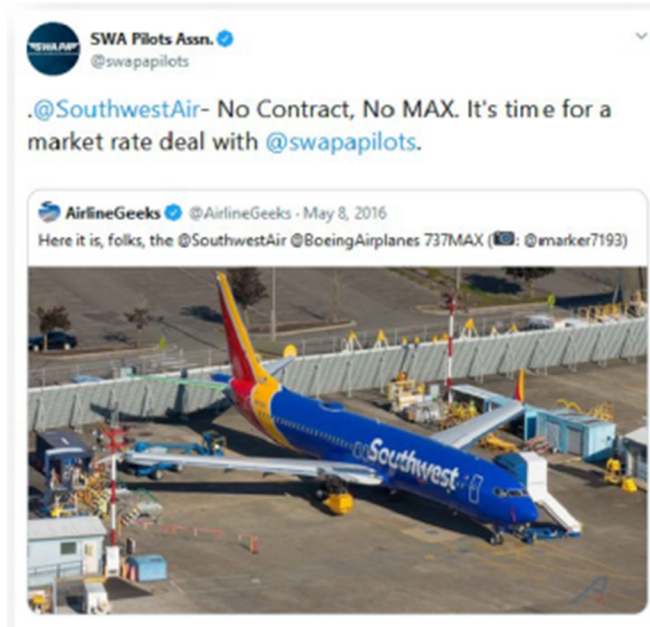 SWAPA
SWA Pilots Assn.
@swapapilots
.@SouthwestAir- No Contract, No MAX. It's time for a
market rate deal with @swapapilots.
AirlineGeeks @AirlineGeeks · May 8, 2016
Here it is, folks, the @SouthwestAir @BoeingAirplanes 737MAX (📷: @marker7193)
Southwest